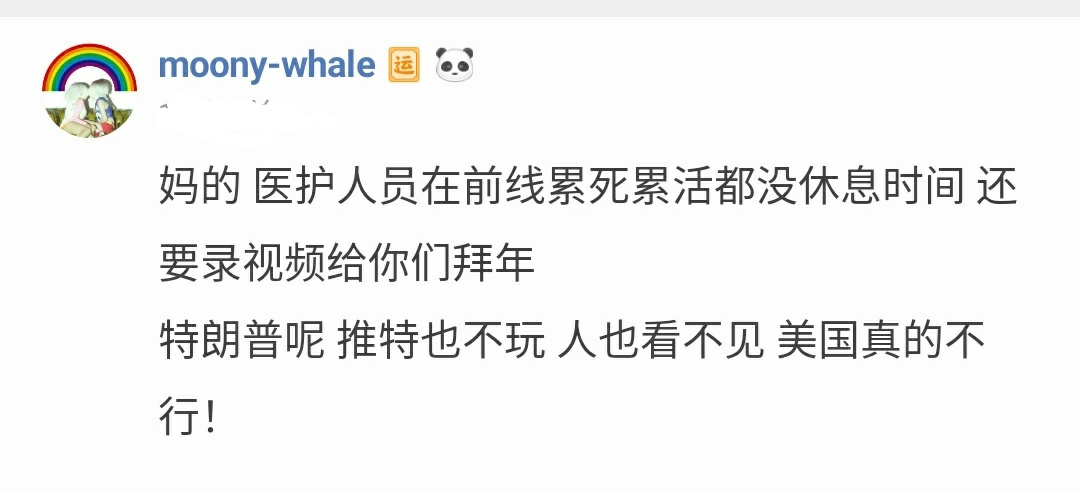 moony-whale 运
妈的 医护人员在前线累死累活都没休息时间 还
要录视频给你们拜年
特朗普呢 推特也不玩 人也看不见 美国真的不
行！